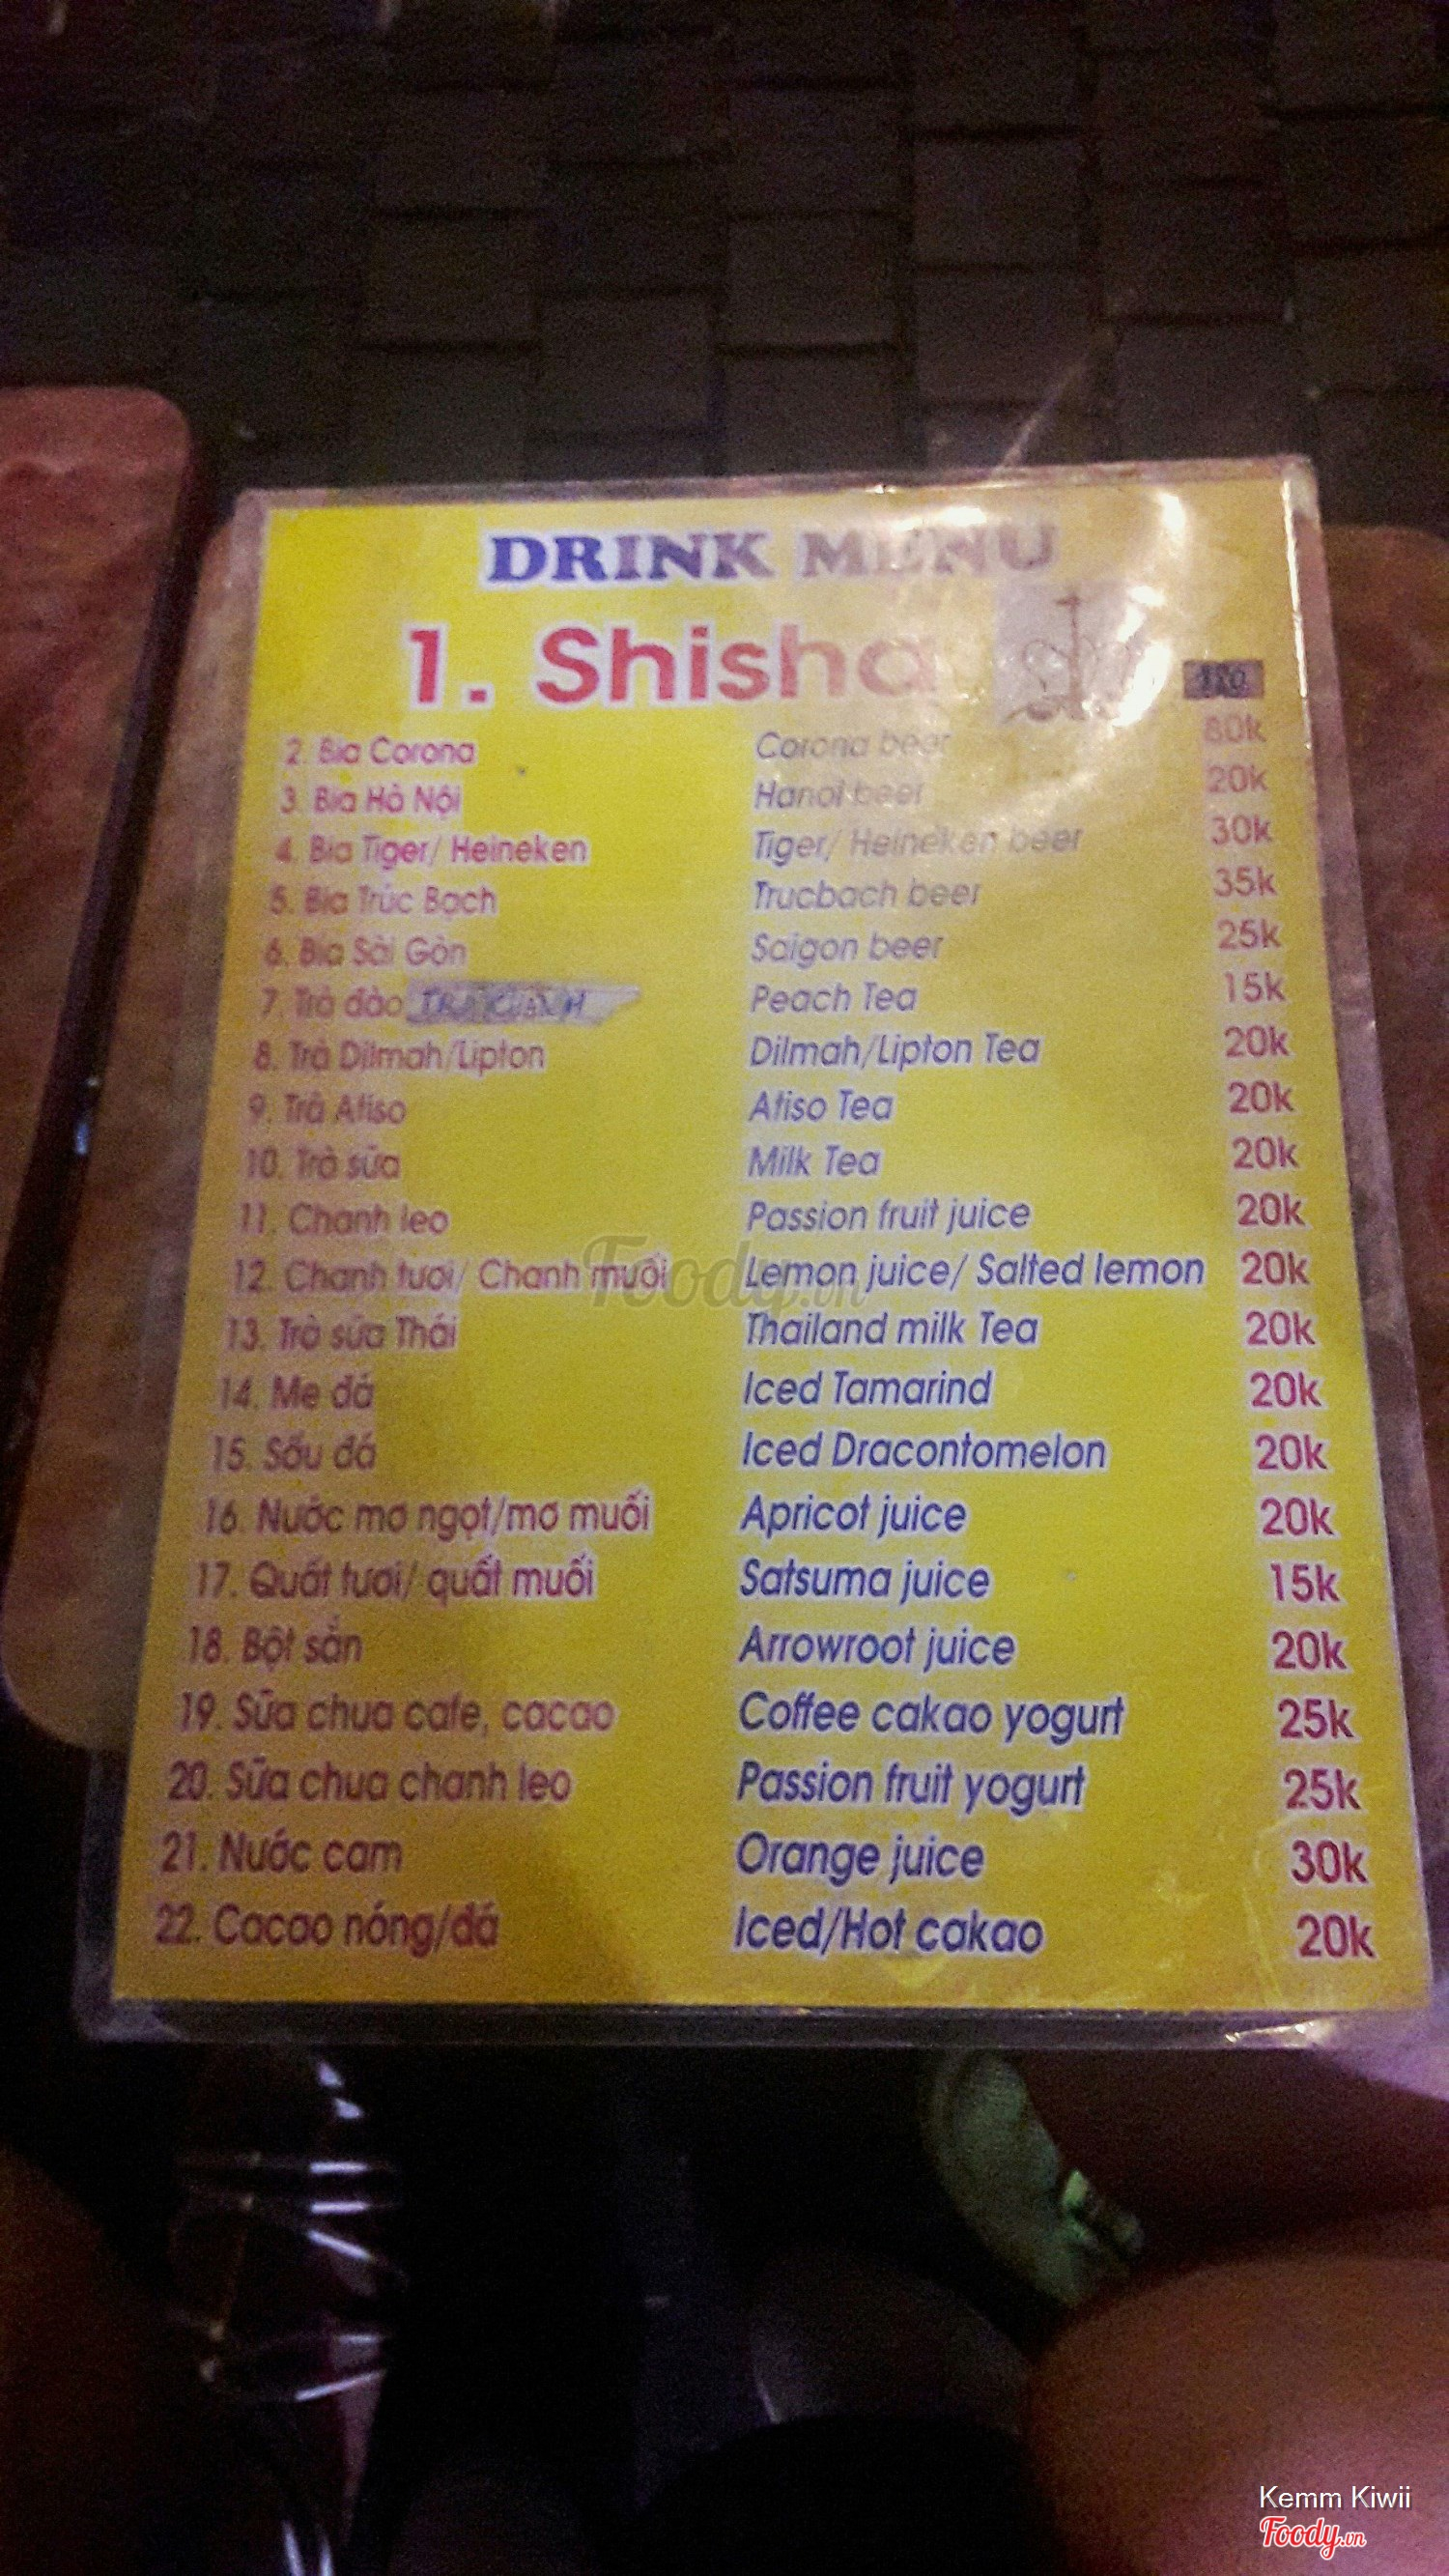 DRINK MENU
1. Shisha
2. Bia Corona Corona beer 80k
3. Bia Hà Nội Hanoi beer 20k
4. Bia Tiger/ Heineken Tiger/ Heineken beer 30k
5. Bia Trúc Bạch Trucbach beer 35k
6. Bia Sài Gòn Saigon beer 25k
7. Trà đào Peach Tea 15k
8. Trà Dilmah/Lipton Dilmah/Lipton Tea 20k
9. Trà Atiso Atiso Tea 20k
10. Trà sữa Milk Tea 20k
11. Chanh leo Passion fruit juice 20k
12. Chanh tươi/ Chanh muối Lemon juice/ Salted lemon 20k
13. Trà sữa Thái Thailand milk Tea 20k
14. Me đá Iced Tamarind 20k
15. Sấu đá Iced Dracontomelon 20k
16. Nước mơ ngọt/mơ muối Apricot juice 20k
17. Quất tươi/ quất muối Satsuma juice 15k
18. Bột sắn Arrowroot juice 20k
19. Sữa chua cafe, cacao Coffee cakao yogurt 25k
20. Sữa chua chanh leo Passion fruit yogurt 25k
21. Nước cam Orange juice 30k
22. Cacao nóng/đá Iced/Hot cakao 20k
Foody.vn
Kemm Kiwii
Foody.vn